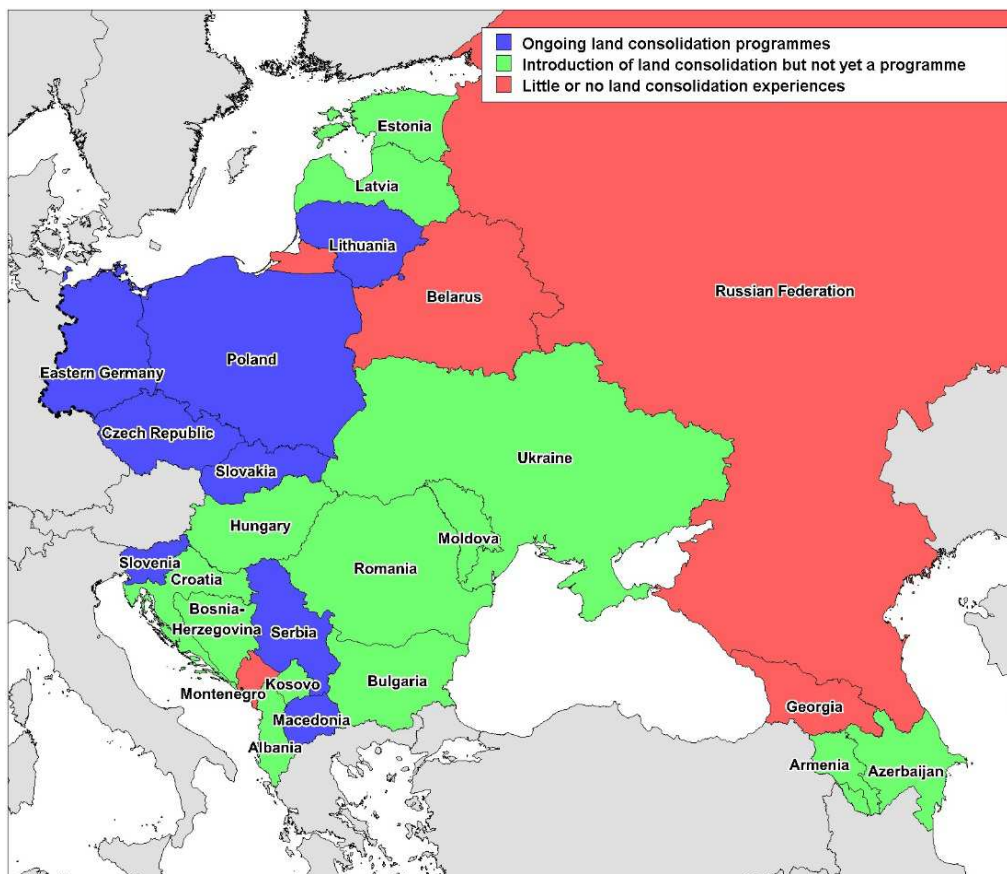 Ongoing land consolidation programmes
Introduction of land consolidation but not yet a programme
Little or no land consolidation experiences
Estonia
Latvia
Lithuania
Belarus
Russian Federation
Poland
Eastern Germany
Czech Republic
Slovakia
Ukraine
Hungary
Moldova
Slovenia
Romania
Croatia
Bosnia-
Herzegovina
Serbia
Kosovo
Bulgaria
Montenegro
Macedonia
Albania
Georgia
Armenia
Azerbaijan